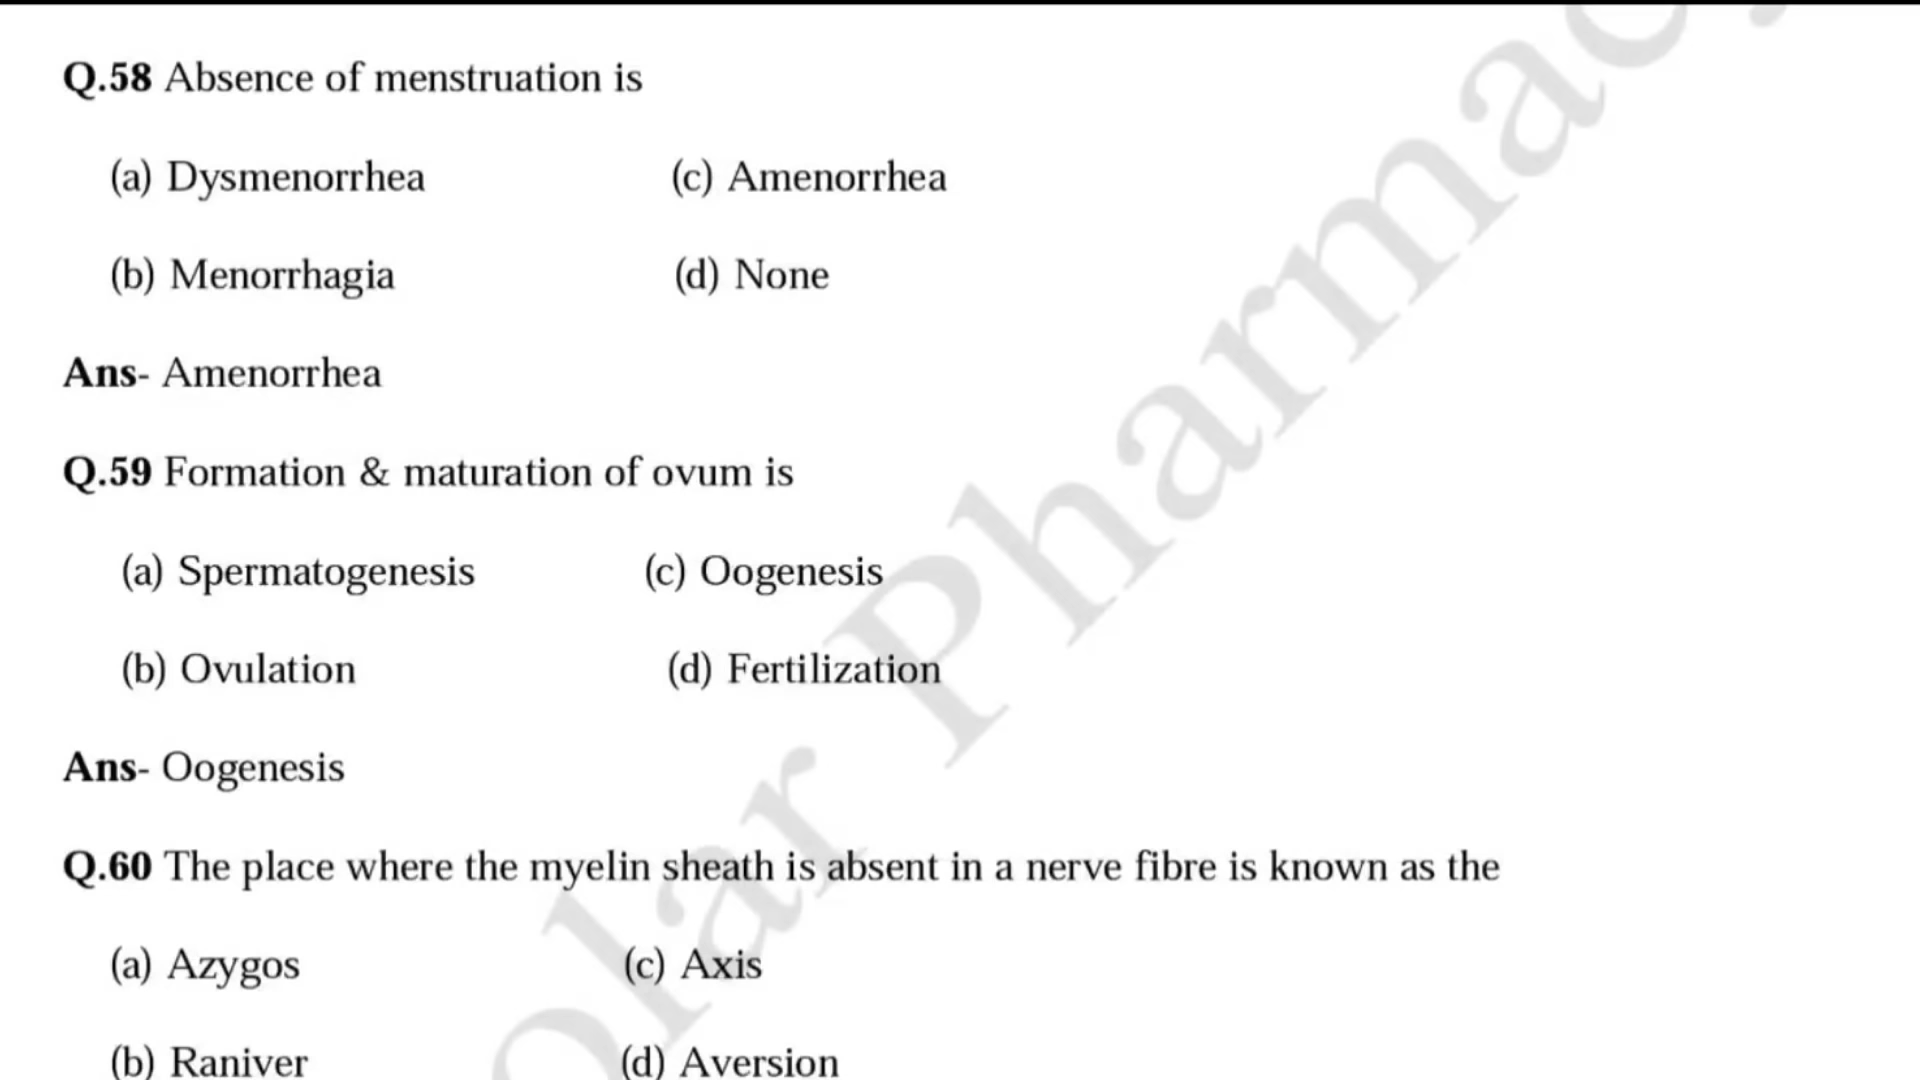 Q.58 Absence of menstruation is
(a) Dysmenorrhea (c) Amenorrhea
(b) Menorrhagia (d) None
Ans- Amenorrhea
Q.59 Formation & maturation of ovum is
(a) Spermatogenesis (c) Oogenesis
(b) Ovulation (d) Fertilization
Ans- Oogenesis
Q.60 The place where the myelin sheath is absent in a nerve fibre is known as the
(a) Azygos (c) Axis
(b) Raniver (d) Aversion